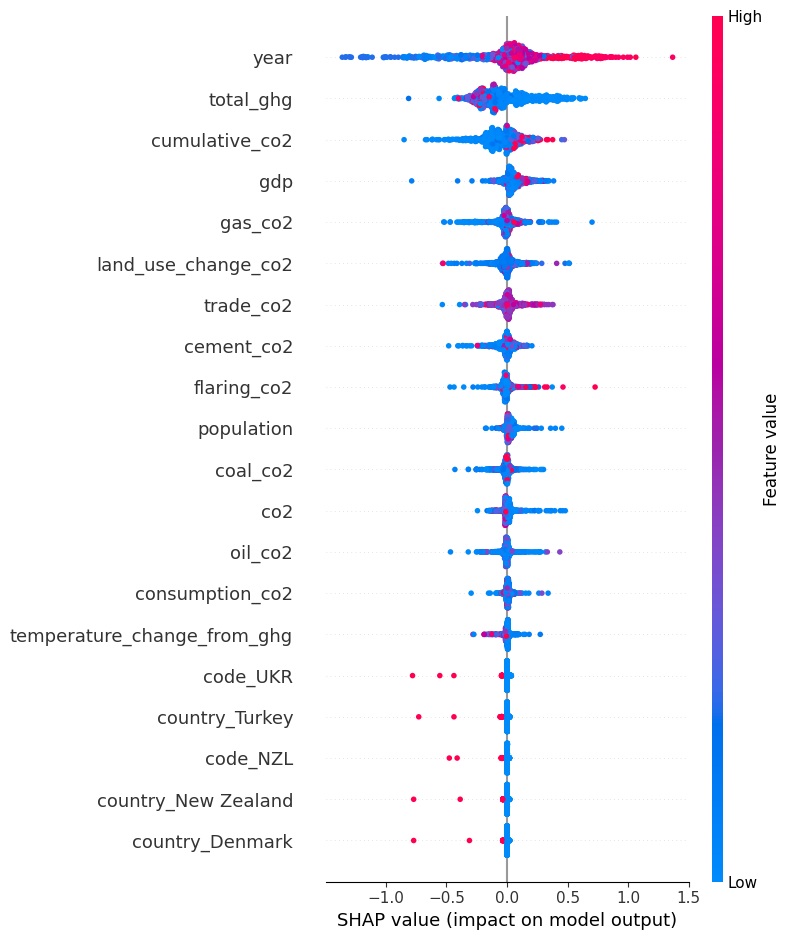 High
year
total_ghg
cumulative_co2
gdp
gas_co2
land_use_change_co2
trade_co2
cement_co2
flaring_co2
population
coal_co2
co2
oil_co2
consumption_co2
temperature_change_from_ghg
code_UKR
country_Turkey
code_NZL
country_New Zealand
country_Denmark
Feature value
Low
−1.0 −0.5 0.0 0.5 1.0 1.5
SHAP value (impact on model output)